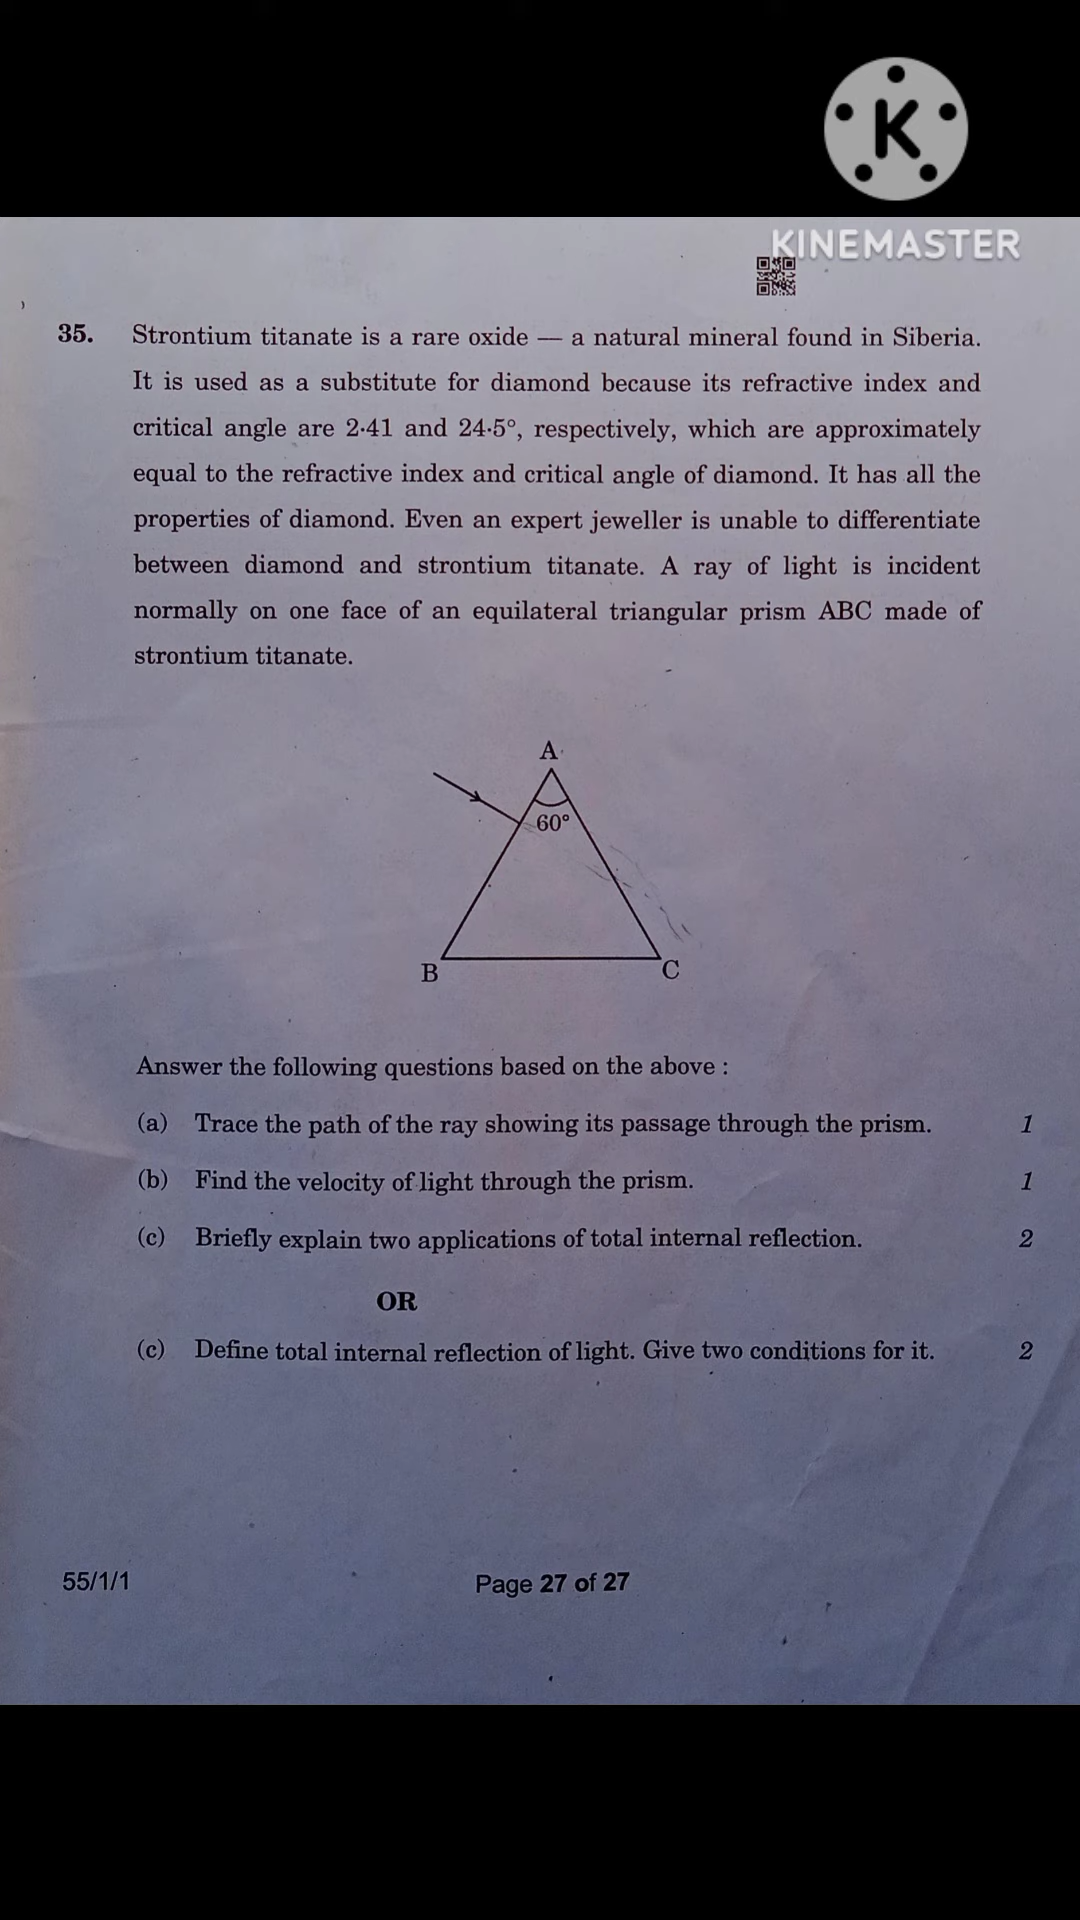 K
KINEMASTER
35. Strontium titanate is a rare oxide — a natural mineral found in Siberia.
It is used as a substitute for diamond because its refractive index and
critical angle are 2·41 and 24·5°, respectively, which are approximately
equal to the refractive index and critical angle of diamond. It has all the
properties of diamond. Even an expert jeweller is unable to differentiate
between diamond and strontium titanate. A ray of light is incident
normally on one face of an equilateral triangular prism ABC made of
strontium titanate.
A
60°
B
C
Answer the following questions based on the above :
(a) Trace the path of the ray showing its passage through the prism. 1
(b) Find the velocity of light through the prism. 1
(c) Briefly explain two applications of total internal reflection. 2
OR
(c) Define total internal reflection of light. Give two conditions for it. 2
55/1/1
Page 27 of 27